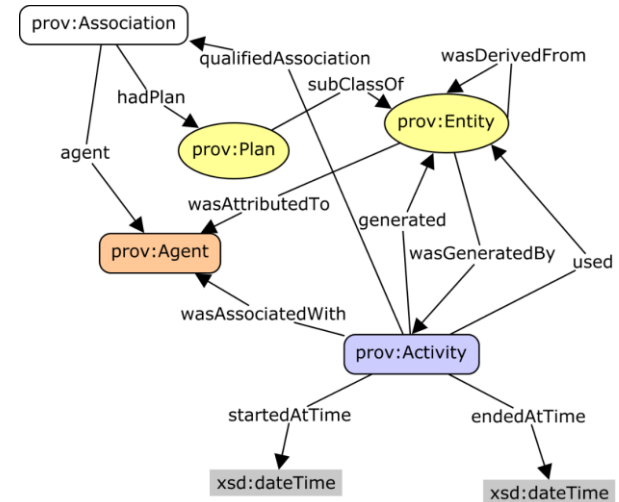 prov:Association
qualifiedAssociation
wasDerivedFrom
subClassOf
hadPlan
prov:Entity
prov:Plan
agent
wasAttributedTo
generated
prov:Agent
wasGeneratedBy
used
wasAssociatedWith
prov:Activity
startedAtTime
endedAtTime
xsd:dateTime
xsd:dateTime